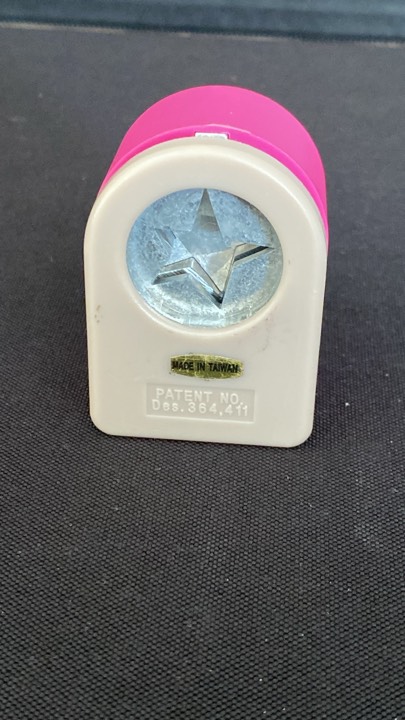 MADE IN TAIWAN
PATENT NO.
Des. 364,411